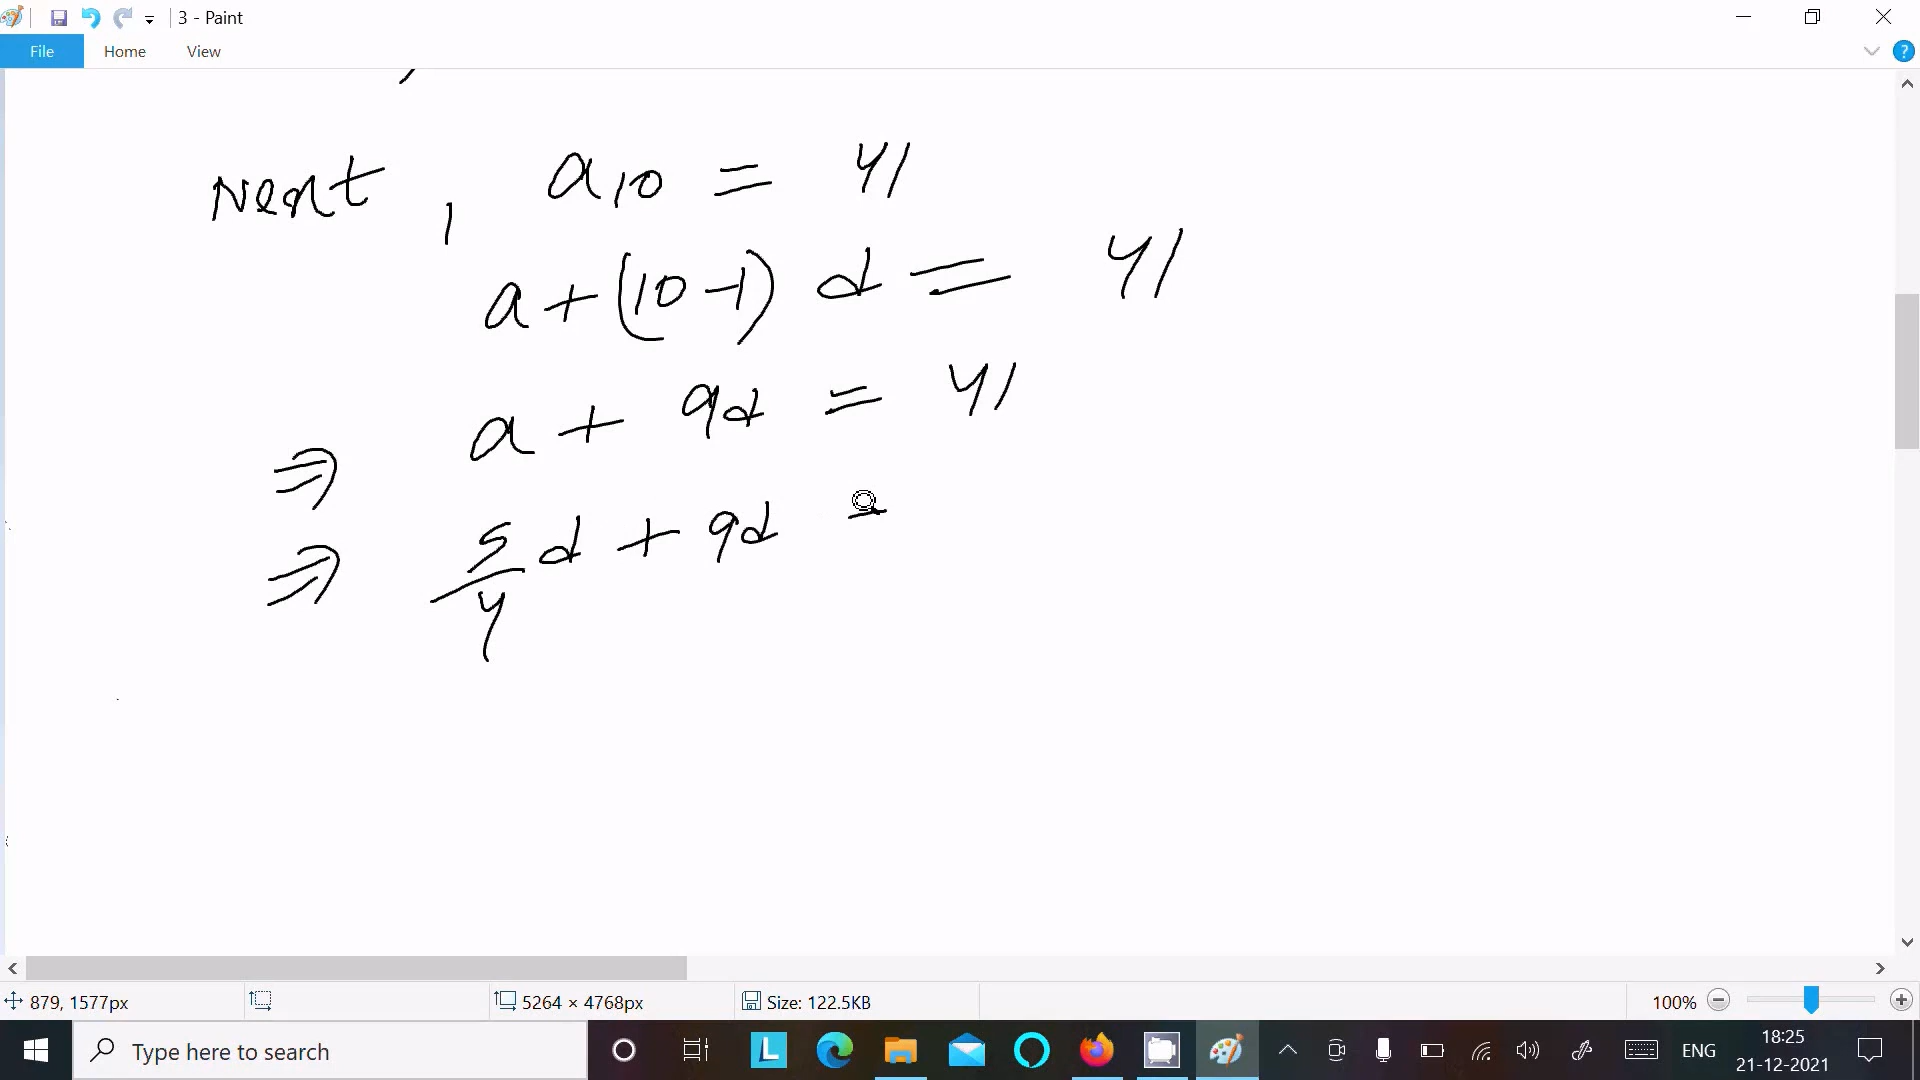 3 - Paint
File Home View
Next , a10 = 41
a + (10-1) d = 41
⇒ a + 9d = 41
⇒ 5/4 d + 9d =
879, 1577px 5264 × 4768px Size: 122.5KB 100%
Type here to search ENG 18:25
21-12-2021